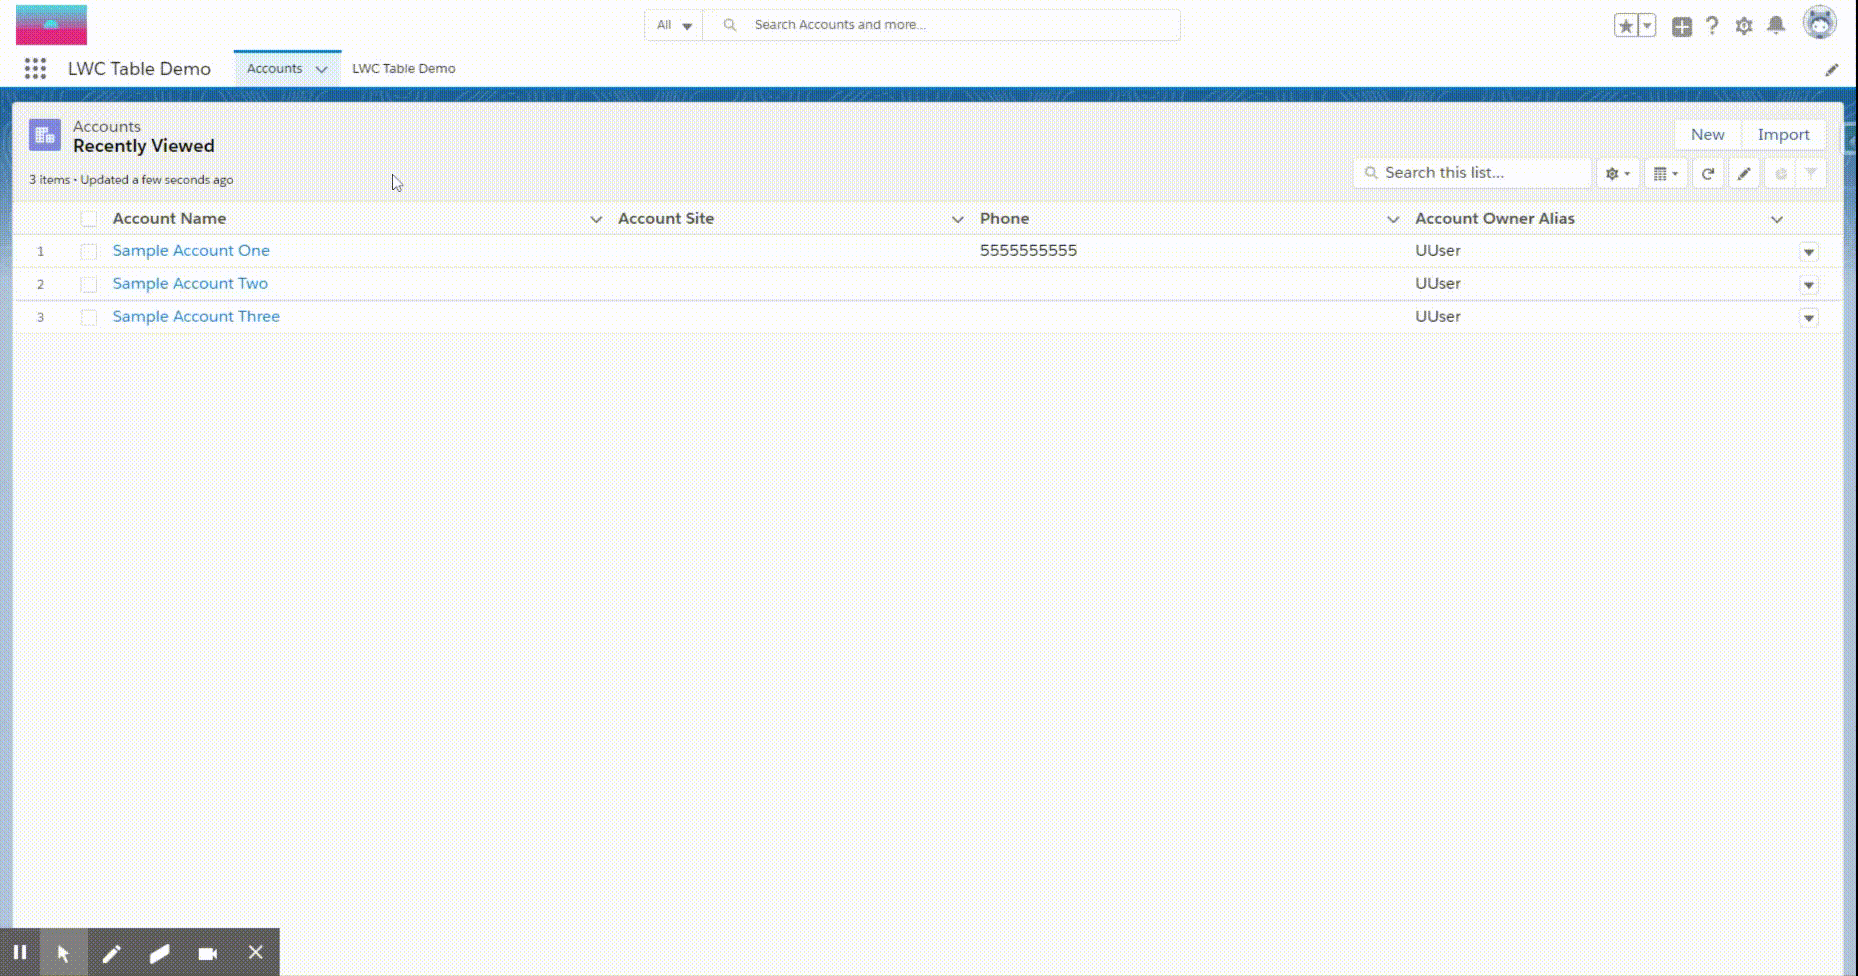 All
Search Accounts and more...
LWC Table Demo
Accounts
LWC Table Demo
Accounts
Recently Viewed
New
Import
3 items • Updated a few seconds ago
Search this list...
Account Name
Account Site
Phone
Account Owner Alias
1 Sample Account One 5555555555 UUser
2 Sample Account Two UUser
3 Sample Account Three UUser